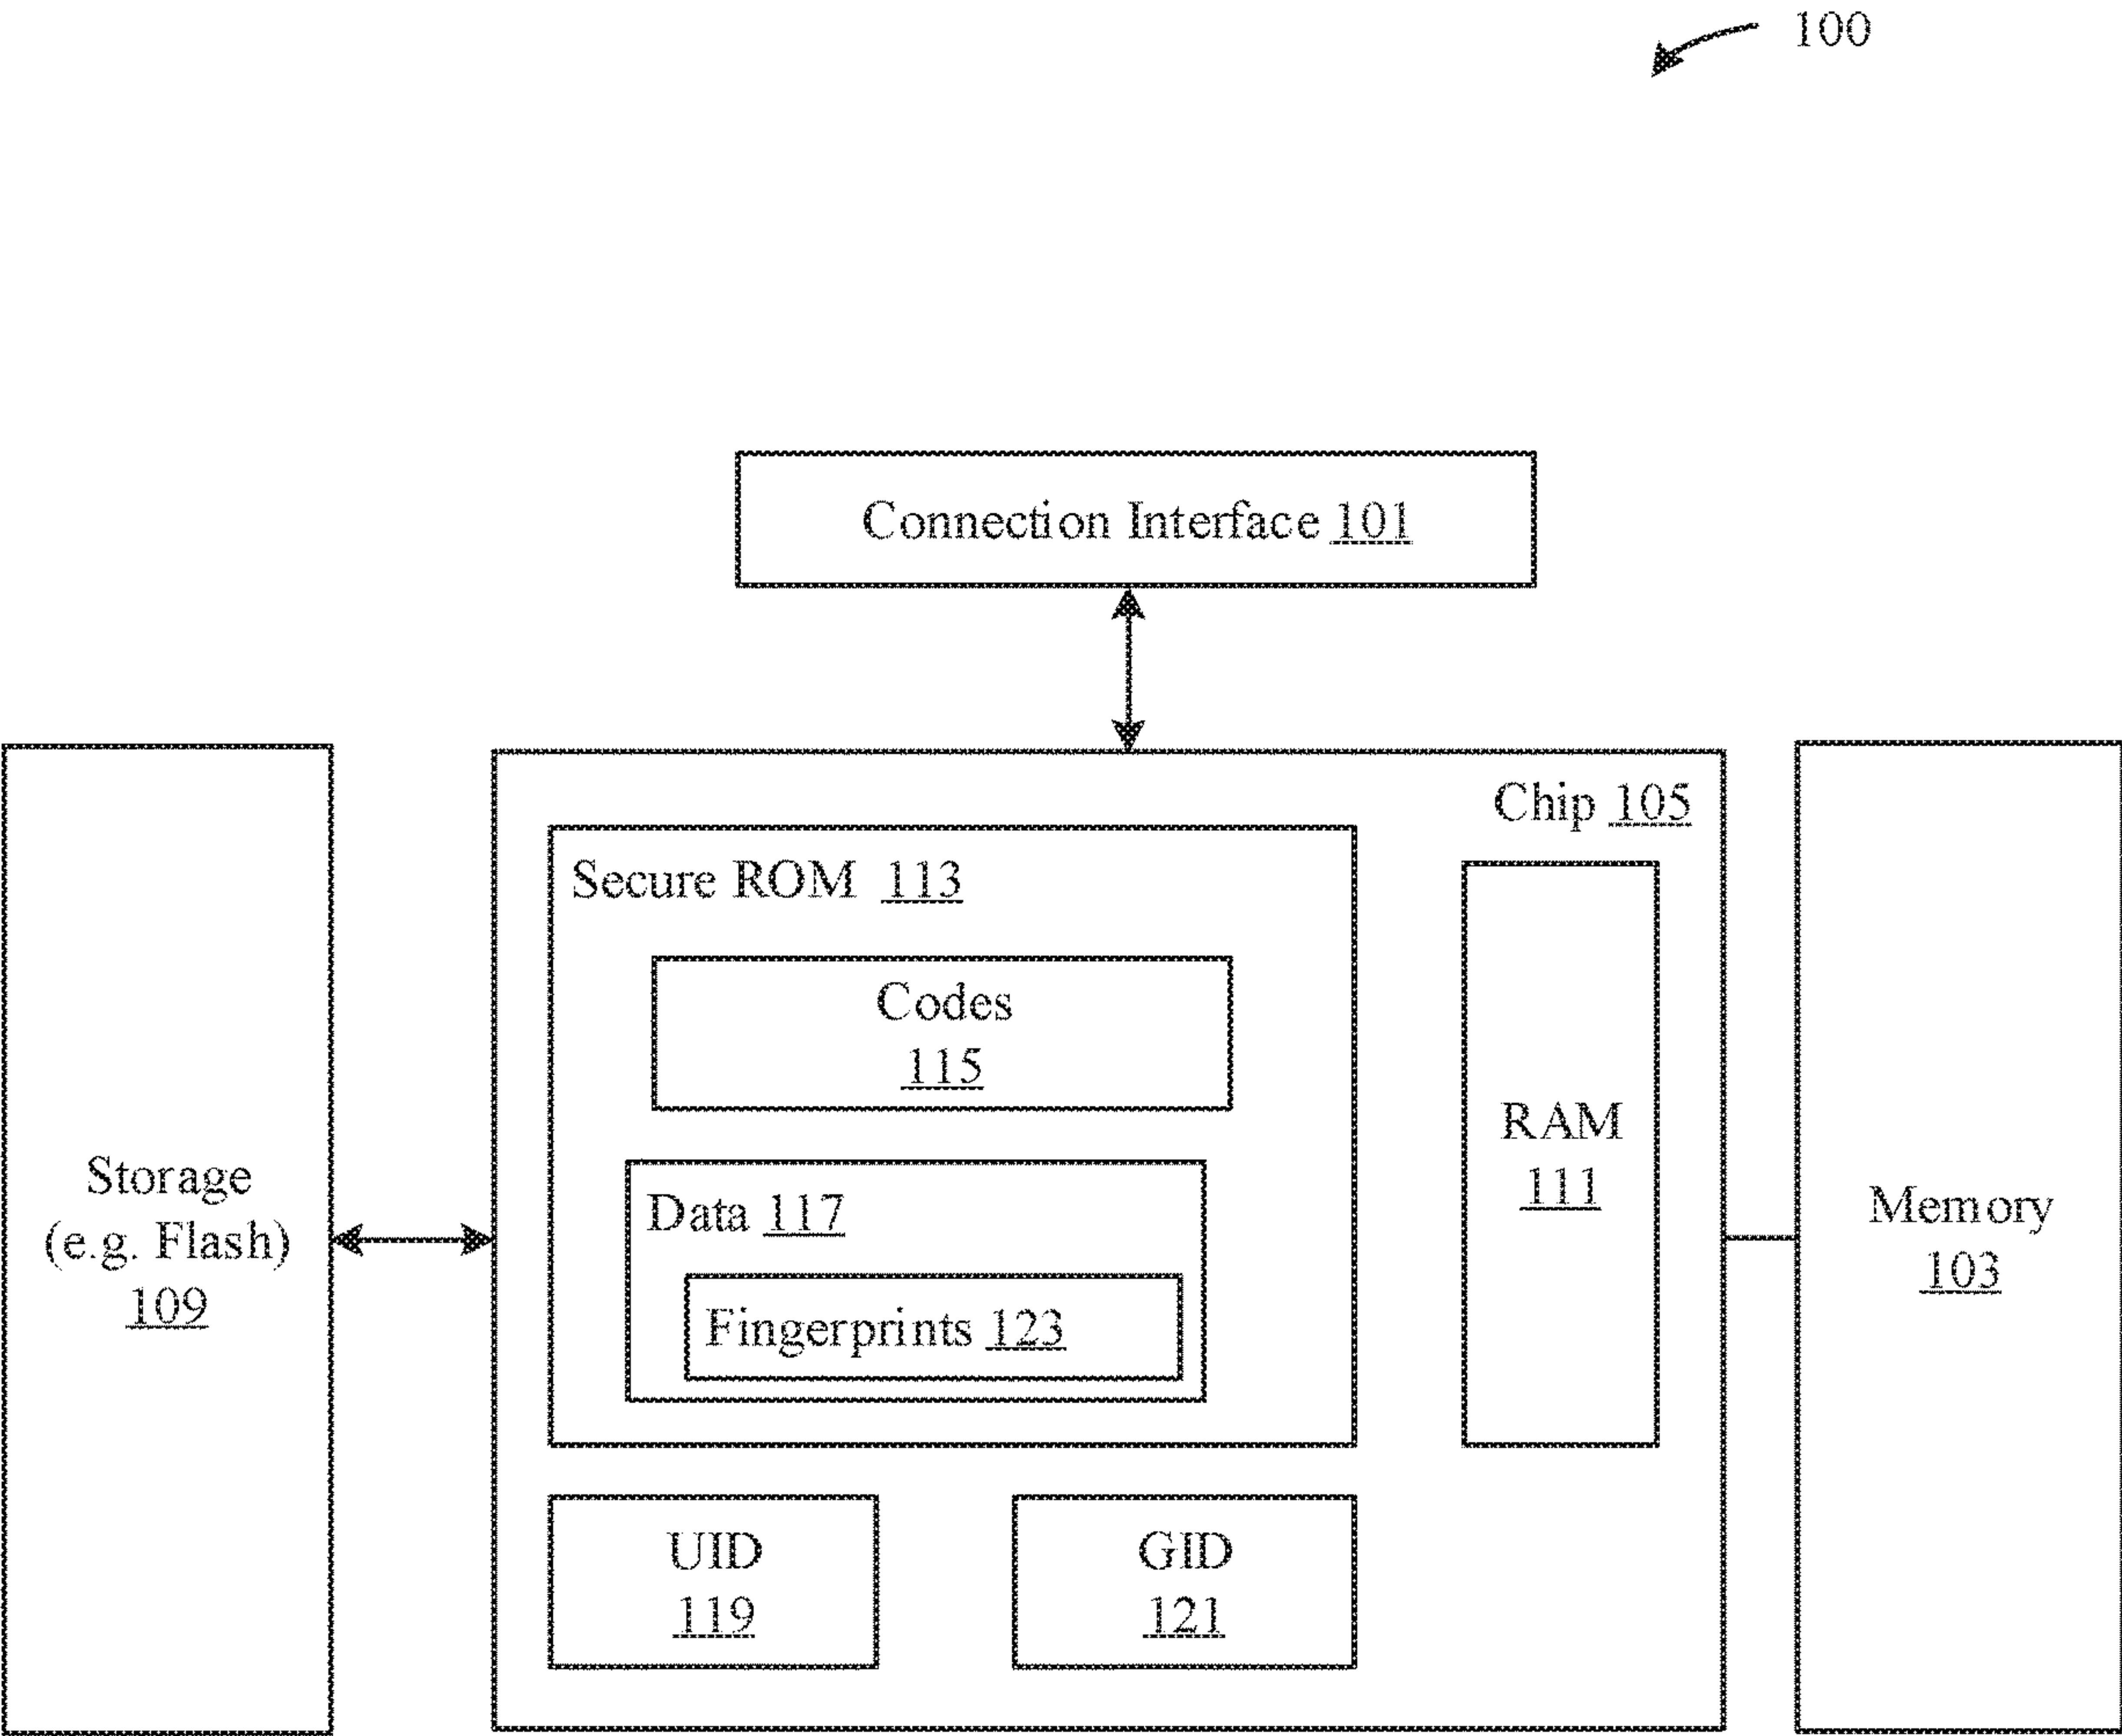 100
Connection Interface 101
Chip 105
Secure ROM 113
Codes
115
Data 117
Fingerprints 123
RAM
111
Storage
(e.g. Flash)
109
Memory
103
UID
119
GID
121